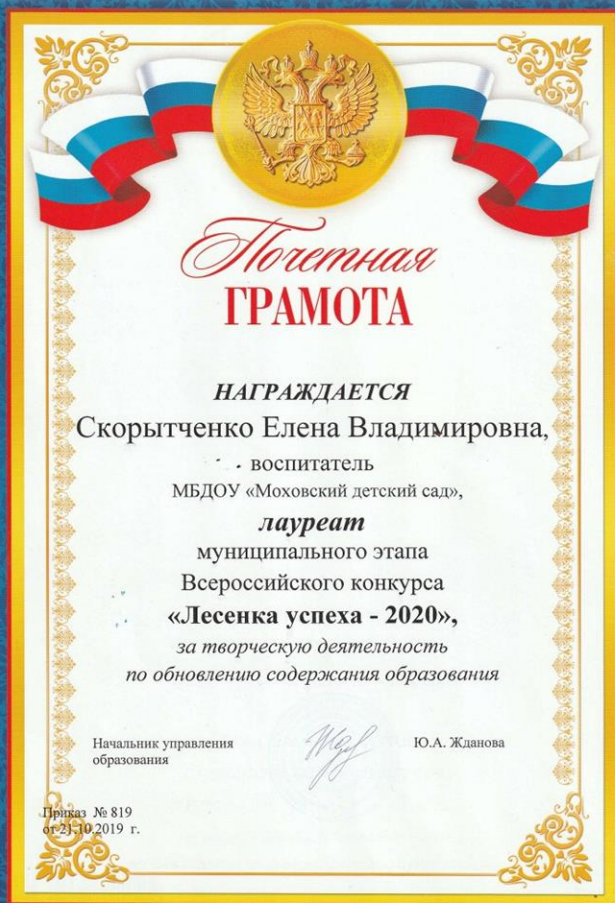 Почетная
ГРАМОТА
НАГРАЖДАЕТСЯ
Скорытченко Елена Владимировна,
воспитатель
МБДОУ «Моховский детский сад»,
лауреат
муниципального этапа
Всероссийского конкурса
«Лесенка успеха - 2020»,
за творческую деятельность
по обновлению содержания образования
Начальник управления
образования
Ю.А. Жданова
Приказ № 819
от 21.10.2019 г.